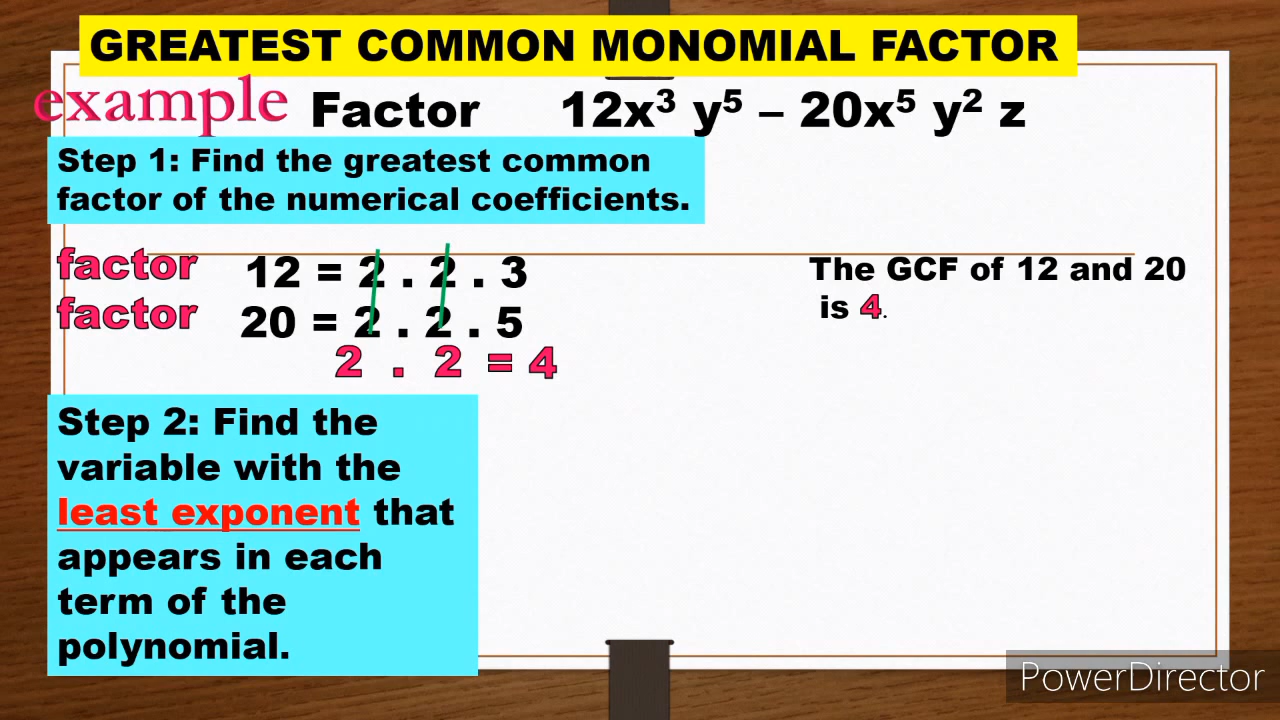 GREATEST COMMON MONOMIAL FACTOR
example Factor 12x³ y⁵ – 20x⁵ y² z
Step 1: Find the greatest common
factor of the numerical coefficients.
factor 12 = 2 . 2 . 3
factor 20 = 2 . 2 . 5
2 . 2 = 4
The GCF of 12 and 20
is 4.
Step 2: Find the
variable with the
least exponent that
appears in each
term of the
polynomial.
PowerDirector